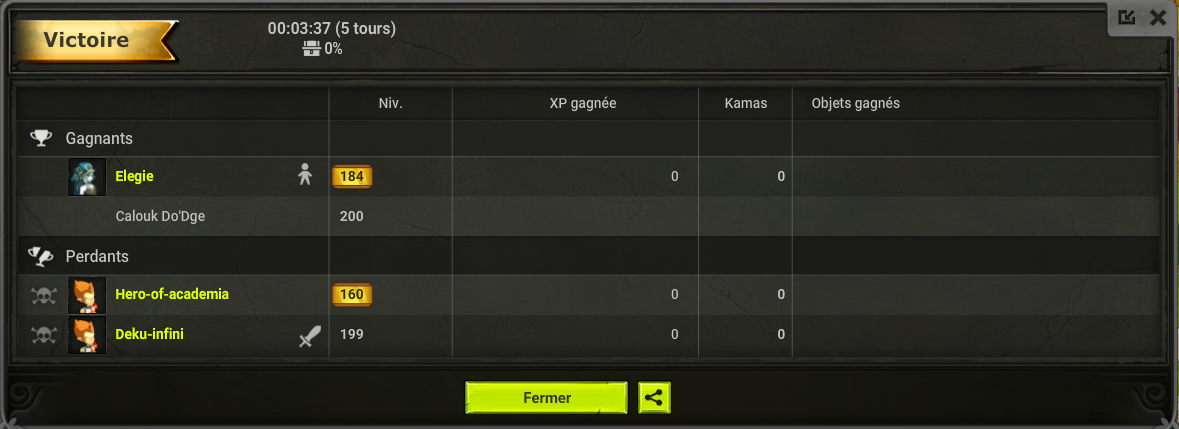 Victoire
00:03:37 (5 tours)
0%
Niv. XP gagnée Kamas Objets gagnés
Gagnants
Elegie 184 0 0
Calouk Do'Dge 200
Perdants
Hero-of-academia 160 0 0
Deku-infini 199 0 0
Fermer